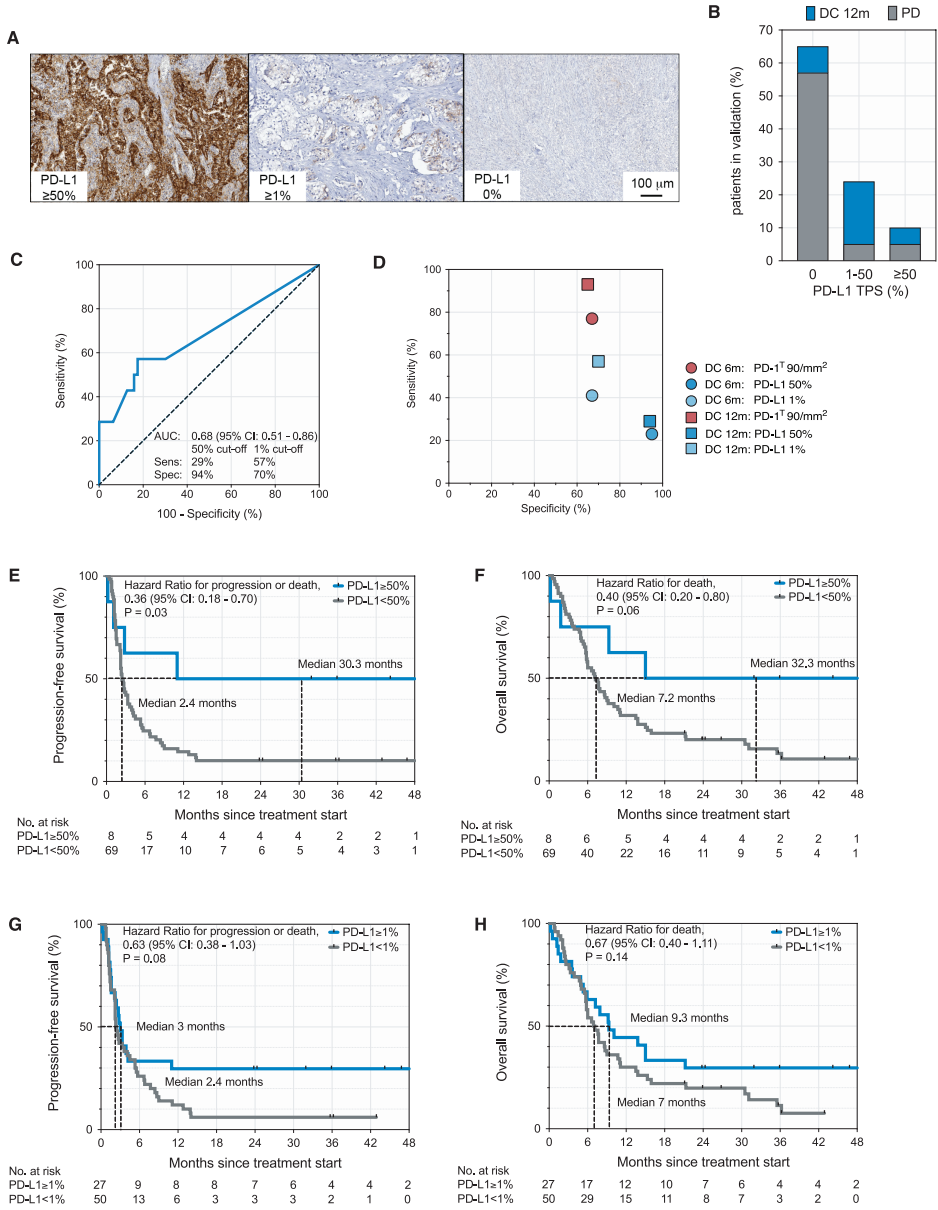 A
PD-L1
≥50%
PD-L1
≥1%
PD-L1
0%
100 µm
B
DC 12m
PD
patients in validation (%)
70
60
50
40
30
20
10
0
0
1-50
≥50
PD-L1 TPS (%)
C
Sensitivity (%)
100
80
60
40
20
0
AUC: 0.68 (95% CI: 0.51 - 0.86)
50% cut-off 1% cut-off
Sens: 29% 57%
Spec: 94% 70%
0 20 40 60 80 100
100 - Specificity (%)
D
Sensitivity (%)
100
80
60
40
20
0
0 20 40 60 80 100
Specificity (%)
DC 6m: PD-1ᵀ 90/mm²
DC 6m: PD-L1 50%
DC 6m: PD-L1 1%
DC 12m: PD-1ᵀ 90/mm²
DC 12m: PD-L1 50%
DC 12m: PD-L1 1%
E
Progression-free survival (%)
100
50
0
Hazard Ratio for progression or death,
0.36 (95% CI: 0.18 - 0.70)
P = 0.03
PD-L1≥50%
PD-L1<50%
Median 30.3 months
Median 2.4 months
0 6 12 18 24 30 36 42 48
Months since treatment start
No. at risk
PD-L1≥50% 8 5 4 4 4 4 2 2 1
PD-L1<50% 69 17 10 7 6 5 4 3 1
F
Overall survival (%)
100
50
0
Hazard Ratio for death,
0.40 (95% CI: 0.20 - 0.80)
P = 0.06
PD-L1≥50%
PD-L1<50%
Median 32.3 months
Median 7.2 months
0 6 12 18 24 30 36 42 48
Months since treatment start
No. at risk
PD-L1≥50% 8 6 5 4 4 4 2 2 1
PD-L1<50% 69 40 22 16 11 9 5 4 1
G
Progression-free survival (%)
100
50
0
Hazard Ratio for progression or death,
0.63 (95% CI: 0.38 - 1.03)
P = 0.08
PD-L1≥1%
PD-L1<1%
Median 3 months
Median 2.4 months
0 6 12 18 24 30 36 42 48
Months since treatment start
No. at risk
PD-L1≥1% 27 9 8 8 7 6 4 4 2
PD-L1<1% 50 13 6 3 3 3 2 1 0
H
Overall survival (%)
100
50
0
Hazard Ratio for death,
0.67 (95% CI: 0.40 - 1.11)
P = 0.14
PD-L1≥1%
PD-L1<1%
Median 9.3 months
Median 7 months
0 6 12 18 24 30 36 42 48
Months since treatment start
No. at risk
PD-L1≥1% 27 17 12 10 7 6 4 4 2
PD-L1<1% 50 29 15 11 8 7 3 2 0